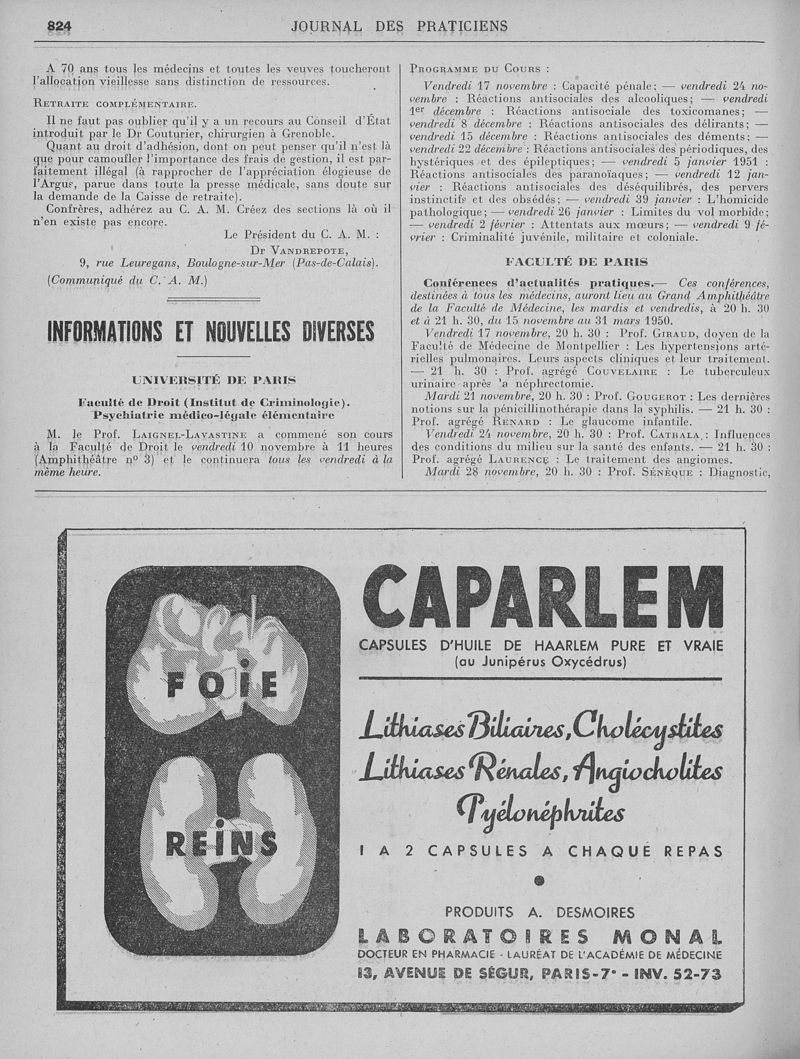 824
JOURNAL DES PRATICIENS
A 70 ans tous les médecins et toutes les veuves toucheront
l'allocation vieillesse sans distinction de ressources.
RETRAITE COMPLÉMENTAIRE.
Il ne faut pas oublier qu'il y a un recours au Conseil d'État
introduit par le Dr Couturier, chirurgien à Grenoble.
Quant au droit d'adhésion, dont on peut penser qu'il n'est là
que pour camoufler l'importance des frais de gestion, il est par-
faitement illégal (à rapprocher de l'appréciation élogieuse de
l'Argus, parue dans toute la presse médicale, sans doute sur
la demande de la Caisse de retraite).
Confrères, adhérez au C. A. M. Créez des sections là où il
n'en existe pas encore.
Le Président du C. A. M. :
Dr VANDREPOTE,
9, rue Leuregans, Boulogne-sur-Mer (Pas-de-Calais).
(Communiqué du C. A. M.)
INFORMATIONS ET NOUVELLES DIVERSES
UNIVERSITÉ DE PARIS
Faculté de Droit (Institut de Criminologie).
Psychiatrie médico-légale élémentaire
M. le Prof. LAIGNEL-LAVASTINE a commencé son cours
à la Faculté de Droit le vendredi 10 novembre à 11 heures
(Amphithéâtre nº 3) et le continuera tous les vendredi à la
même heure.
PROGRAMME DU COURS :
Vendredi 17 novembre : Capacité pénale; — vendredi 24 no-
vembre : Réactions antisociales des alcooliques; — vendredi
1er décembre : Réactions antisociale des toxicomanes; —
vendredi 8 décembre : Réactions antisociales des délirants; —
vendredi 15 décembre : Réactions antisociales des déments; —
vendredi 22 décembre : Réactions antisociales des périodiques, des
hystériques et des épileptiques; — vendredi 5 janvier 1951 :
Réactions antisociales des paranoïaques; — vendredi 12 jan-
vier : Réactions antisociales des déséquilibrés, des pervers
instinctifs et des obsédés; — vendredi 39 janvier : L'homicide
pathologique; — vendredi 26 janvier : Limites du vol morbide;
— vendredi 2 février : Attentats aux mœurs; — vendredi 9 fé-
vrier : Criminalité juvénile, militaire et coloniale.
FACULTÉ DE PARIS
Conférences d'actualités pratiques.— Ces conférences,
destinées à tous les médecins, auront lieu au Grand Amphithéâtre
de la Faculté de Médecine, les mardis et vendredis, à 20 h. 30
et à 21 h. 30, du 15 novembre au 31 mars 1950.
Vendredi 17 novembre, 20 h. 30 : Prof. GIRAUD, doyen de la
Faculté de Médecine de Montpellier : Les hypertensions arté-
rielles pulmonaires. Leurs aspects cliniques et leur traitement.
— 21 h. 30 : Prof. agrégé COUVELAIRE : Le tuberculeux
urinaire après la néphrectomie.
Mardi 21 novembre, 20 h. 30 : Prof. GOUGEROT : Les dernières
notions sur la pénicillinothérapie dans la syphilis. — 21 h. 30 :
Prof. agrégé RENARD : Le glaucome infantile.
Vendredi 24 novembre, 20 h. 30 : Prof. CATHALA : Influences
des conditions du milieu sur la santé des enfants. — 21 h. 30 :
Prof. agrégé LAURENCE : Le traitement des angiomes.
Mardi 28 novembre, 20 h. 30 : Prof. SÉNÈQUE : Diagnostic,
FOIE
REINS
CAPARLEM
CAPSULES D'HUILE DE HAARLEM PURE ET VRAIE
(au Junipérus Oxycédrus)
Lithiases Biliaires, Cholécystites
Lithiases Rénales, Angiocholites
Pyélonéphrites
1 A 2 CAPSULES A CHAQUE REPAS
PRODUITS A. DESMOIRES
LABORATOIRES MONAL
DOCTEUR EN PHARMACIE - LAURÉAT DE L'ACADÉMIE DE MÉDECINE
13, AVENUE DE SÉGUR, PARIS-7e - INV. 52-73